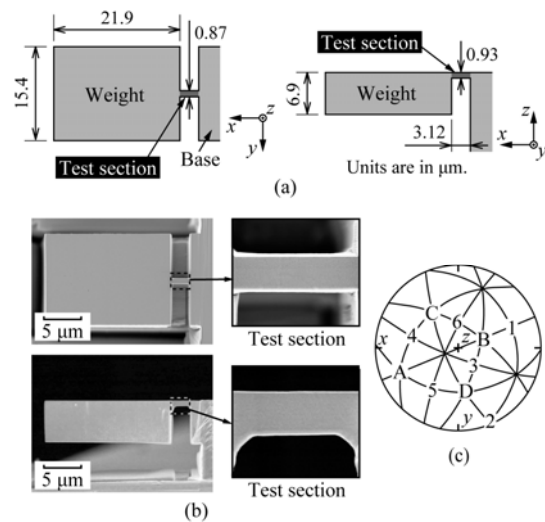 21.9
0.87
15.4
Weight
Test section
Base
x
z
y
Test section
0.93
6.9
Weight
3.12
x
z
y
Units are in μm.
(a)
5 μm
Test section
5 μm
Test section
(b)
C
6
1
x
4
z
B
A
3
5
D
y
2
(c)